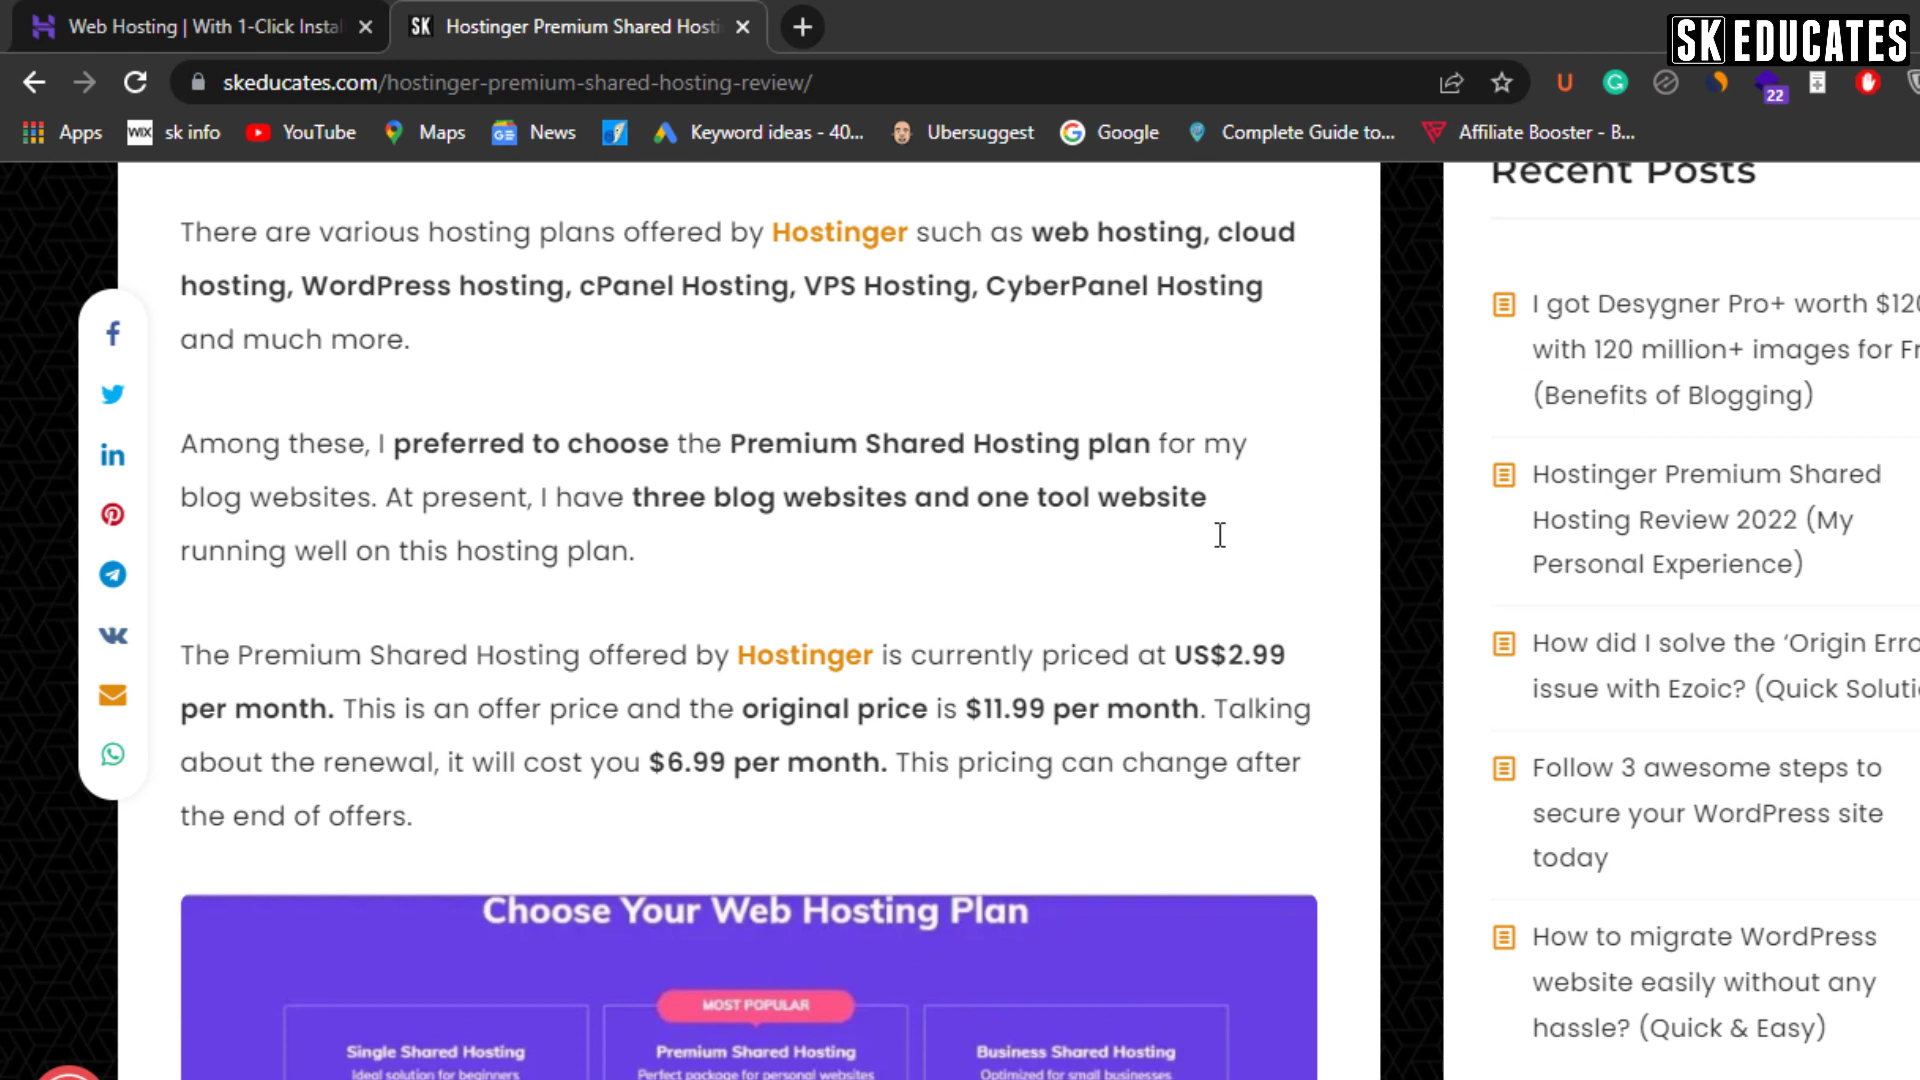 Web Hosting | With 1-Click Instal
SK Hostinger Premium Shared Hosti
SK EDUCATES
skeducates.com/hostinger-premium-shared-hosting-review/
U
G
22
Apps
WIX sk info
YouTube
Maps
GE News
Keyword ideas - 40...
Ubersuggest
G Google
Complete Guide to...
Affiliate Booster - B...
There are various hosting plans offered by Hostinger such as web hosting, cloud
hosting, WordPress hosting, cPanel Hosting, VPS Hosting, CyberPanel Hosting
and much more.
Among these, I preferred to choose the Premium Shared Hosting plan for my
blog websites. At present, I have three blog websites and one tool website
running well on this hosting plan.
The Premium Shared Hosting offered by Hostinger is currently priced at US$2.99
per month. This is an offer price and the original price is $11.99 per month. Talking
about the renewal, it will cost you $6.99 per month. This pricing can change after
the end of offers.
Choose Your Web Hosting Plan
MOST POPULAR
Single Shared Hosting
Ideal solution for beginners
Premium Shared Hosting
Perfect package for personal websites
Business Shared Hosting
Optimized for small businesses
Recent Posts
I got Desygner Pro+ worth $120
with 120 million+ images for Fr
(Benefits of Blogging)
Hostinger Premium Shared
Hosting Review 2022 (My
Personal Experience)
How did I solve the ‘Origin Erro
issue with Ezoic? (Quick Soluti
Follow 3 awesome steps to
secure your WordPress site
today
How to migrate WordPress
website easily without any
hassle? (Quick & Easy)